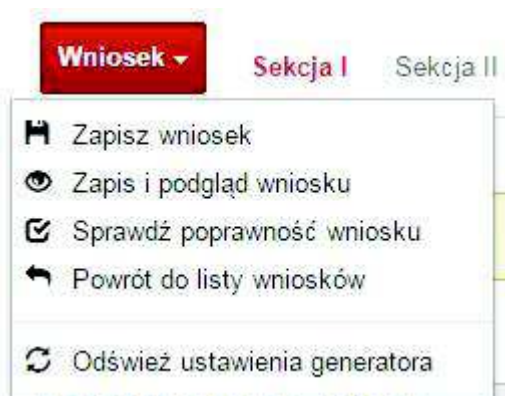 Wniosek Sekcja I Sekcja II
Zapisz wniosek
Zapis i podgląd wniosku
Sprawdź poprawność wniosku
Powrót do listy wniosków
Odśwież ustawienia generatora